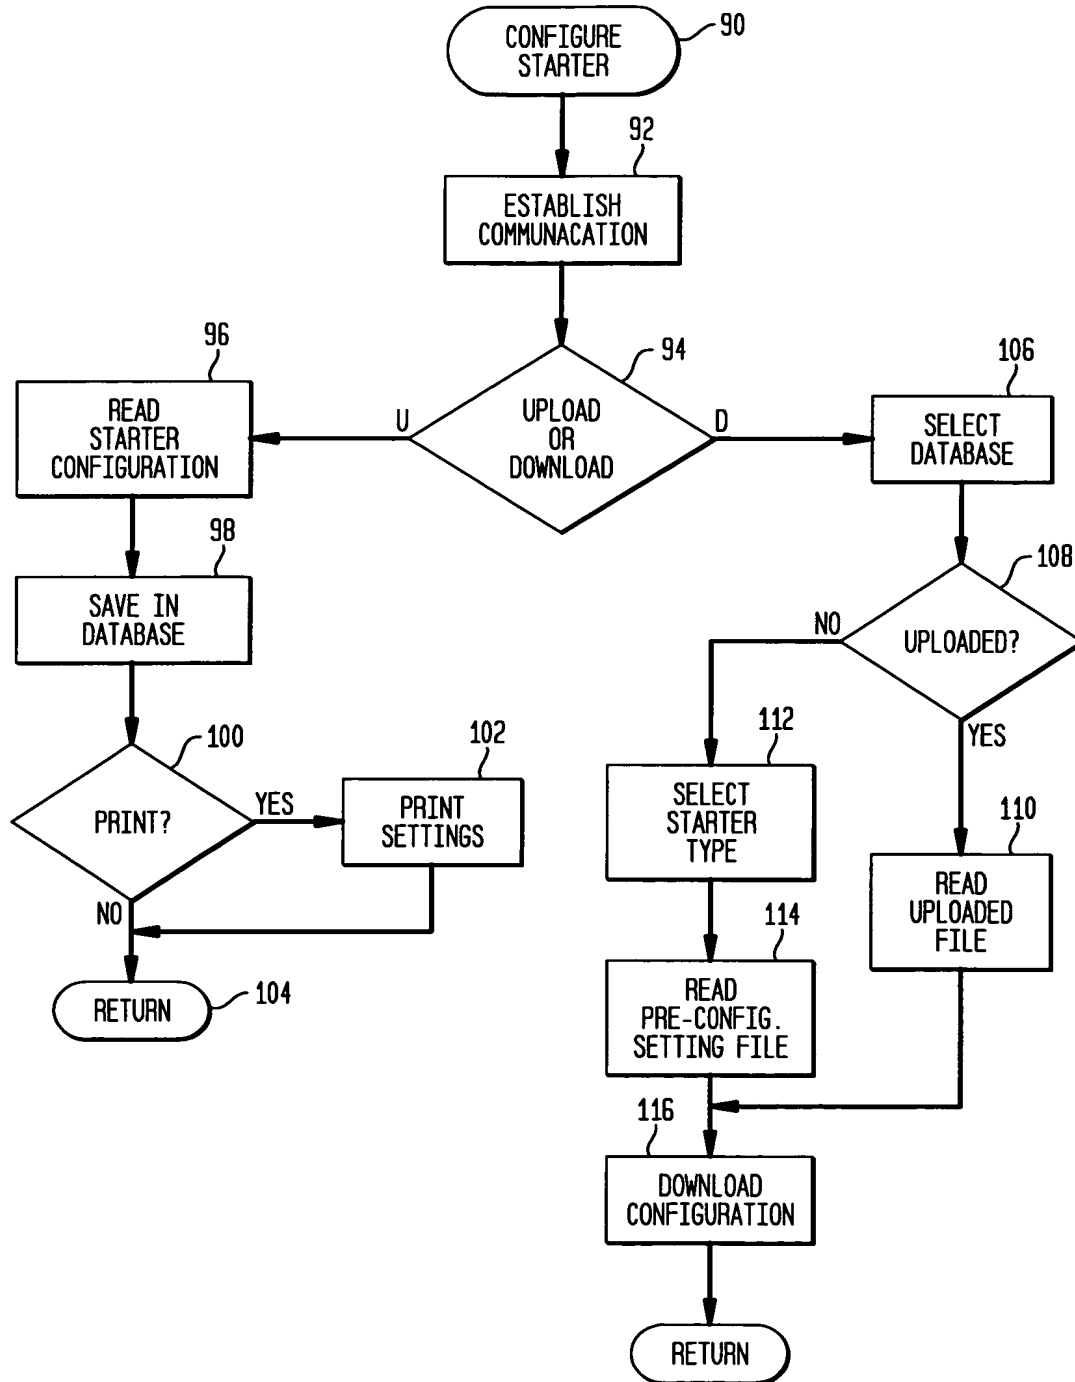 CONFIGURE
STARTER
90
92
ESTABLISH
COMMUNACATION
94
UPLOAD
OR
DOWNLOAD
U
D
96
READ
STARTER
CONFIGURATION
98
SAVE IN
DATABASE
100
PRINT?
YES
NO
102
PRINT
SETTINGS
RETURN
104
106
SELECT
DATABASE
108
UPLOADED?
NO
YES
112
SELECT
STARTER
TYPE
110
READ
UPLOADED
FILE
114
READ
PRE-CONFIG.
SETTING FILE
116
DOWNLOAD
CONFIGURATION
RETURN